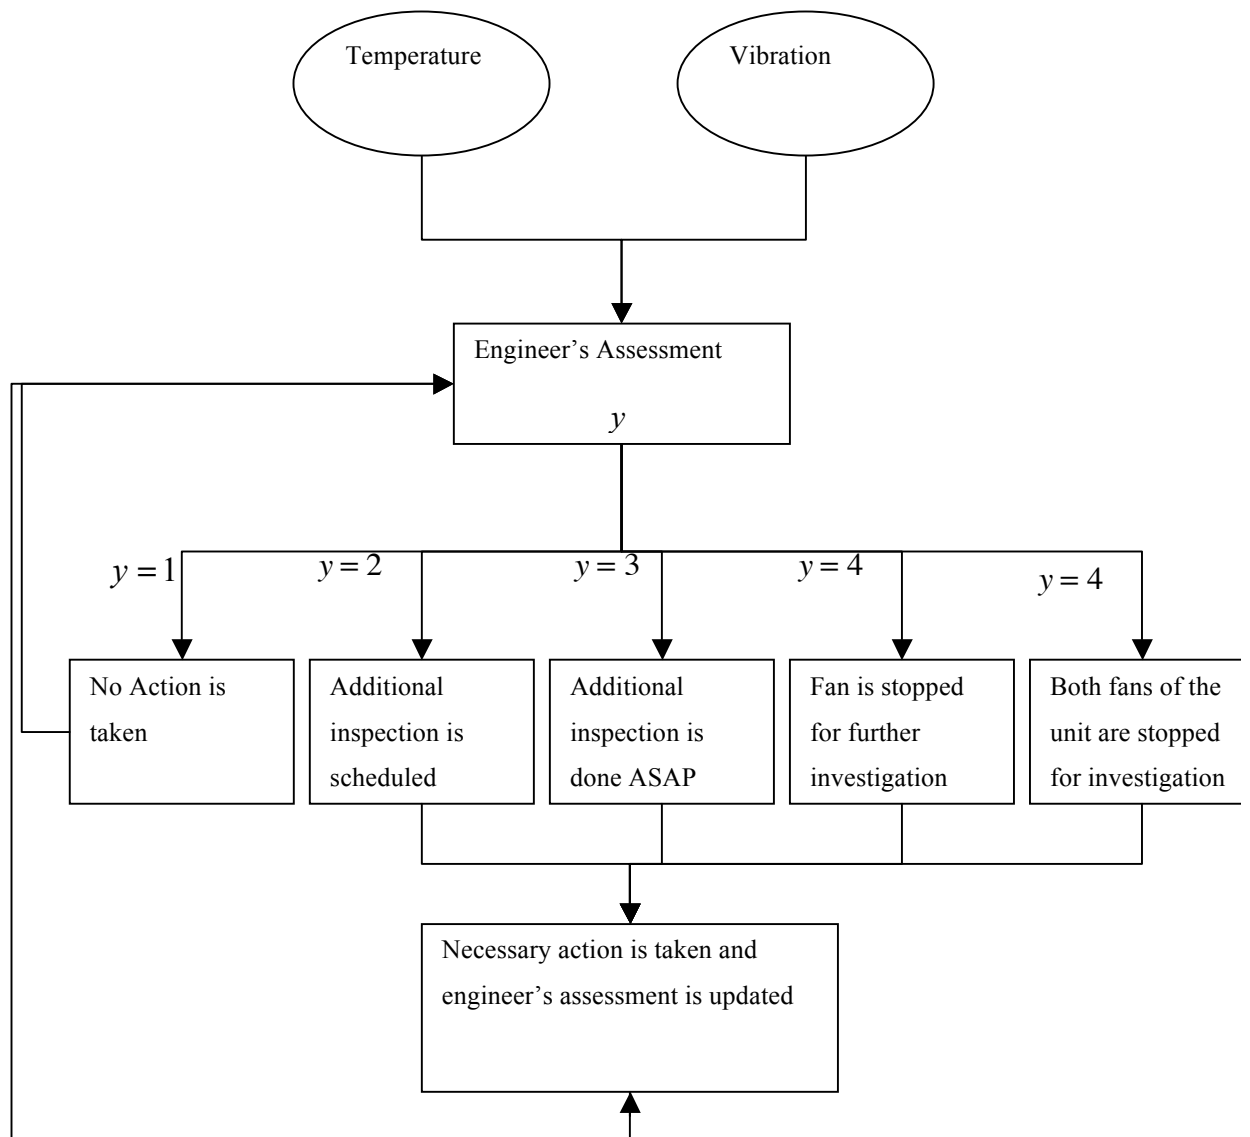 Temperature
Vibration
Engineer’s Assessment
y
y = 1
y = 2
y = 3
y = 4
y = 4
No Action is
taken
Additional
inspection is
scheduled
Additional
inspection is
done ASAP
Fan is stopped
for further
investigation
Both fans of the
unit are stopped
for investigation
Necessary action is taken and
engineer’s assessment is updated